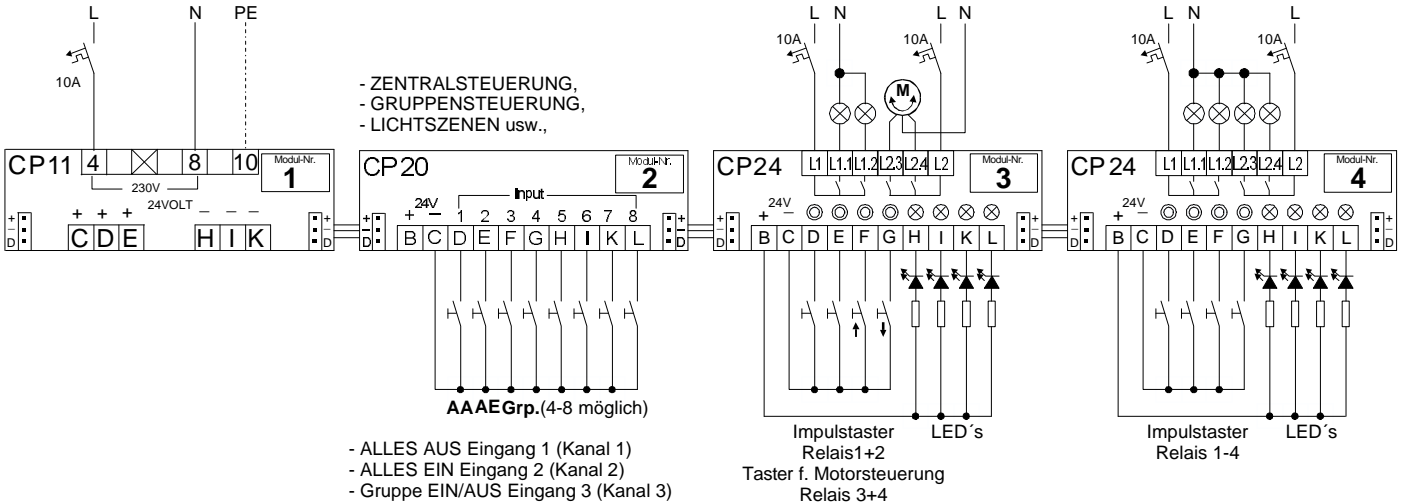 L N PE
10A
- ZENTRALSTEUERUNG,
- GRUPPENSTEUERUNG,
- LICHTSZENEN usw.,
CP11 4 8 10 Modul-Nr. 1
230V
24VOLT
+ + + − − −
C D E H I K
+ − D
+ − D
CP20 Modul-Nr. 2
Input
24V
+ − 1 2 3 4 5 6 7 8
B C D E F G H I K L
+ − D
+ − D
AA AE Grp. (4-8 möglich)
- ALLES AUS Eingang 1 (Kanal 1)
- ALLES EIN Eingang 2 (Kanal 2)
- Gruppe EIN/AUS Eingang 3 (Kanal 3)
L N L N
10A 10A
M
CP24 L1 L1.1 L1.2 L2.3 L2.4 L2 Modul-Nr. 3
24V
+ −
B C D E F G H I K L
+ − D
+ − D
Impulstaster LED´s
Relais1+2
Taster f. Motorsteuerung
Relais 3+4
L N L
10A 10A
CP24 L1 L1.1 L1.2 L2.3 L2.4 L2 Modul-Nr. 4
24V
+ −
B C D E F G H I K L
+ − D
+ − D
Impulstaster LED´s
Relais 1-4